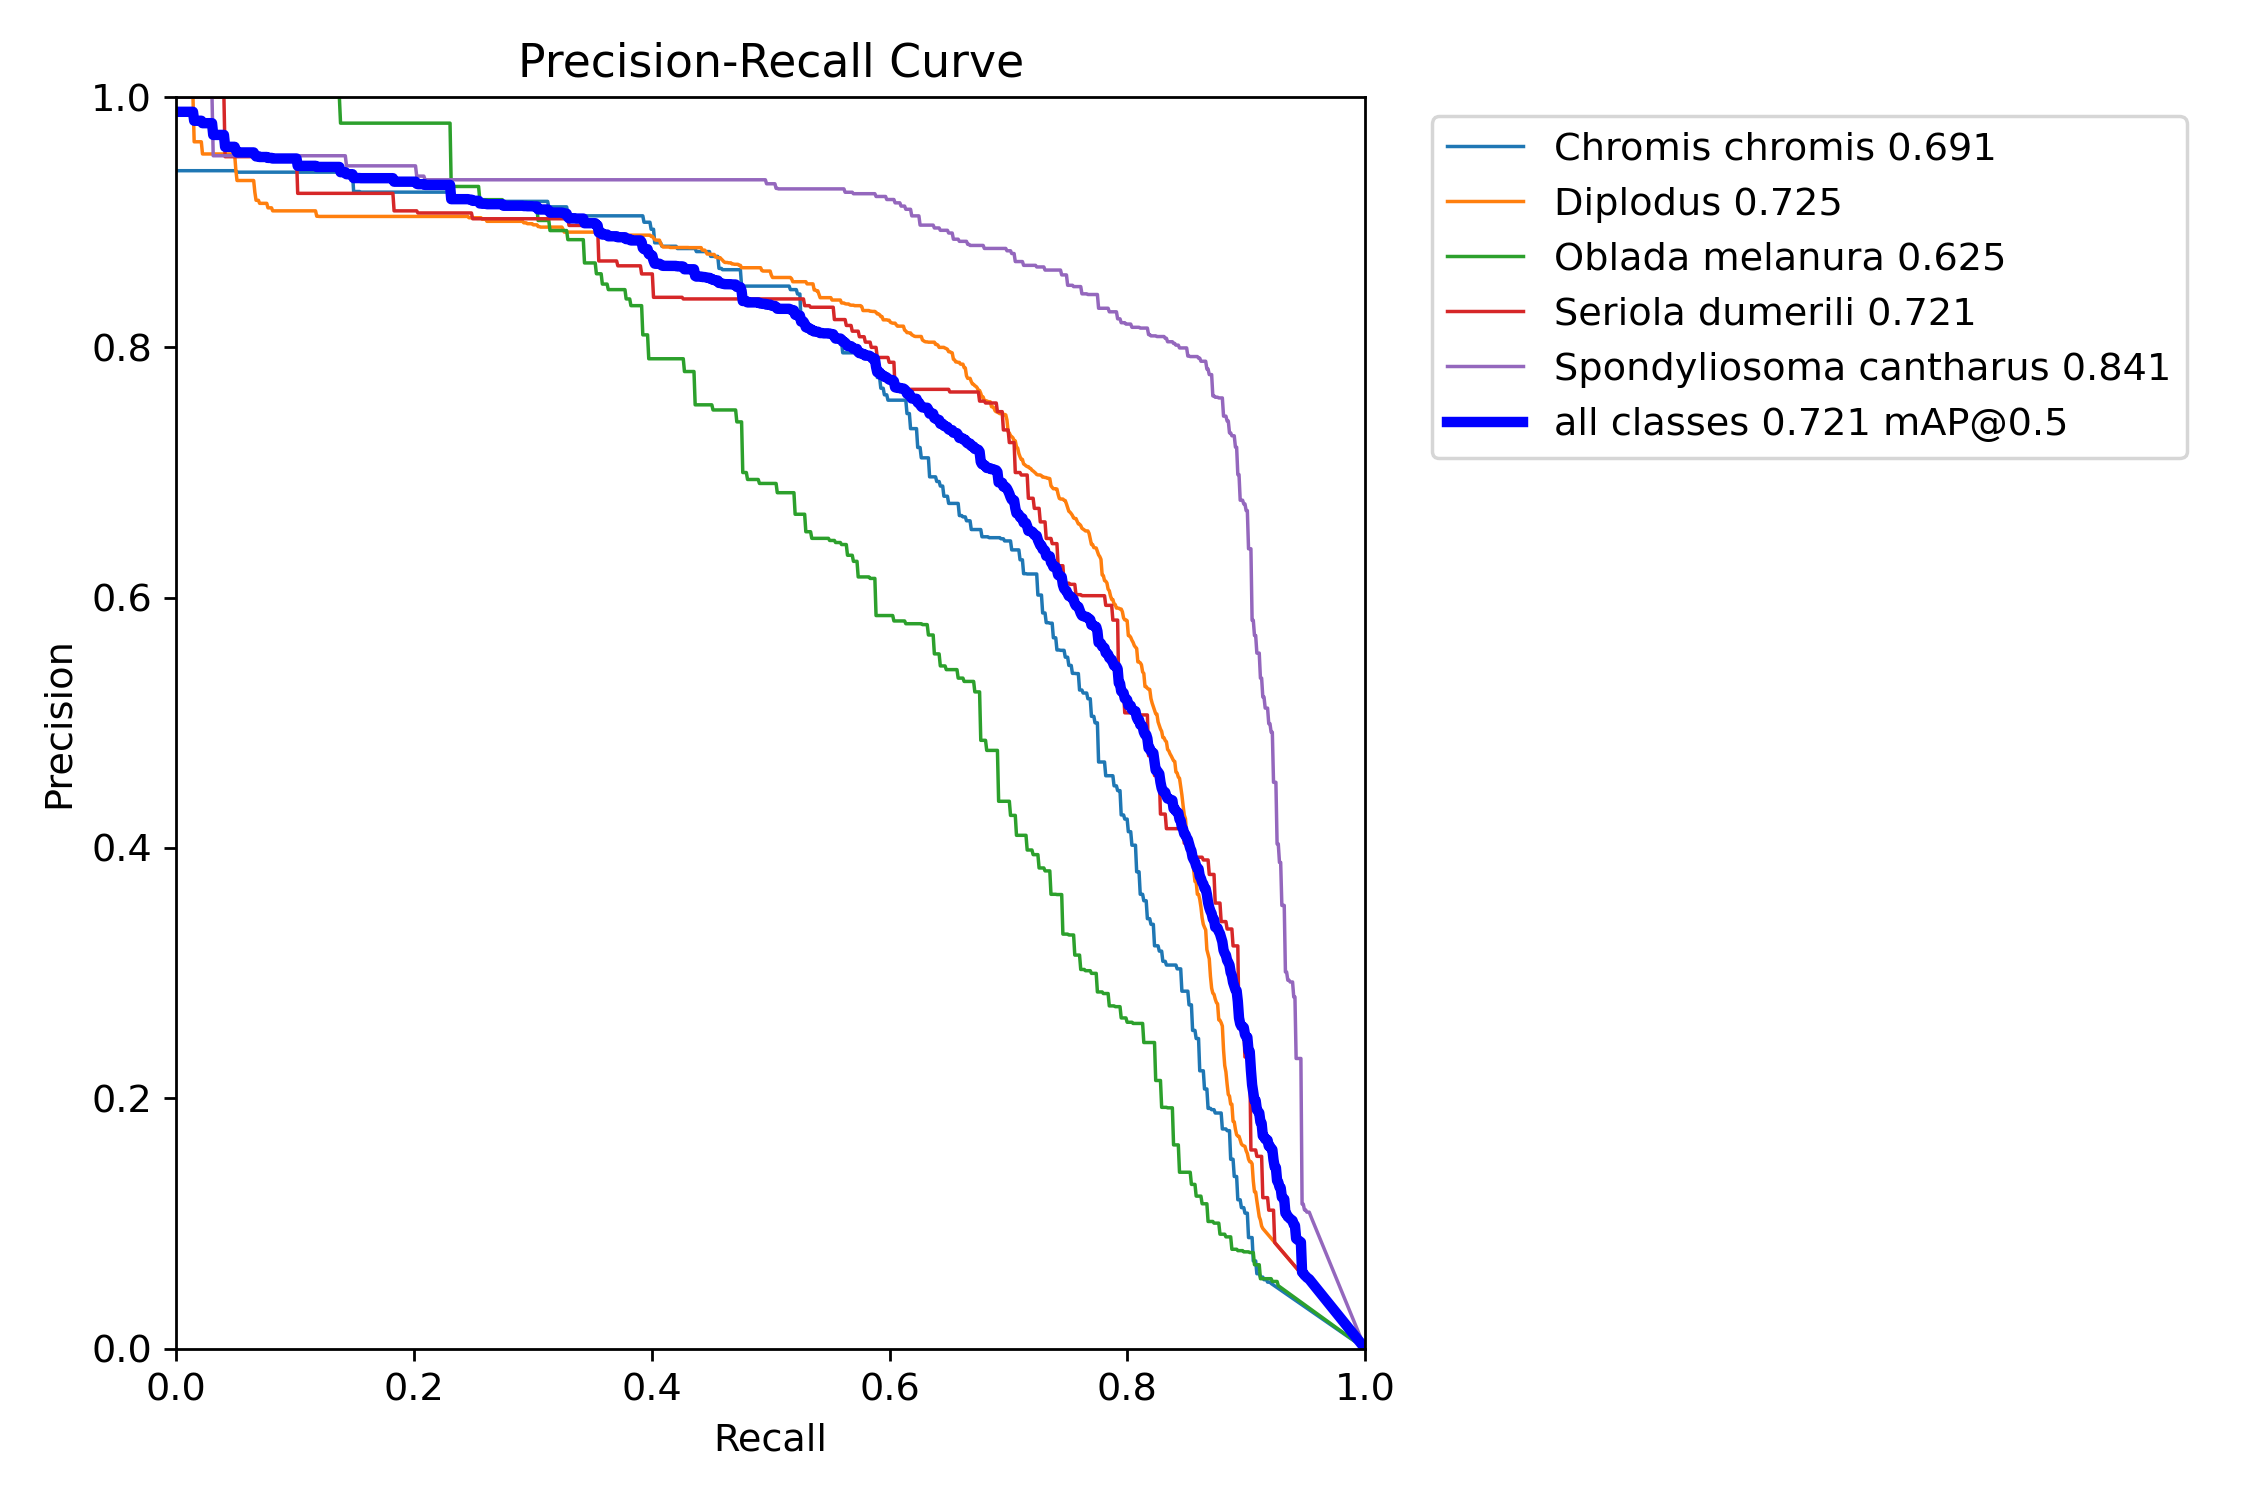 Precision-Recall Curve
1.0
0.8
0.6
0.4
0.2
0.0
Precision
0.0 0.2 0.4 0.6 0.8 1.0
Recall
Chromis chromis 0.691
Diplodus 0.725
Oblada melanura 0.625
Seriola dumerili 0.721
Spondyliosoma cantharus 0.841
all classes 0.721 mAP@0.5